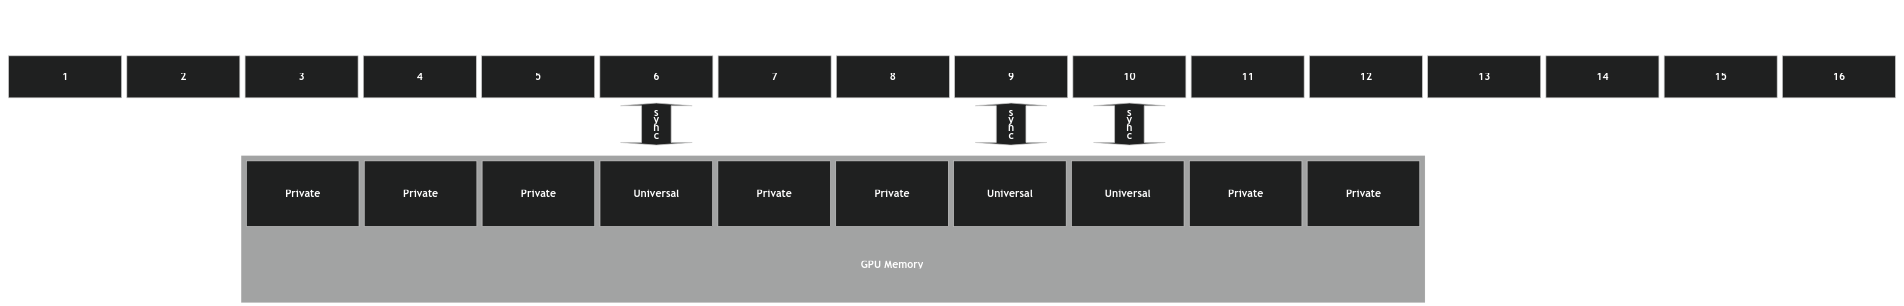 1 2 3 4 5 6 7 8 9 10 11 12 13 14 15 16
sync sync sync
Private Private Private Universal Private Private Universal Universal Private Private
GPU Memory